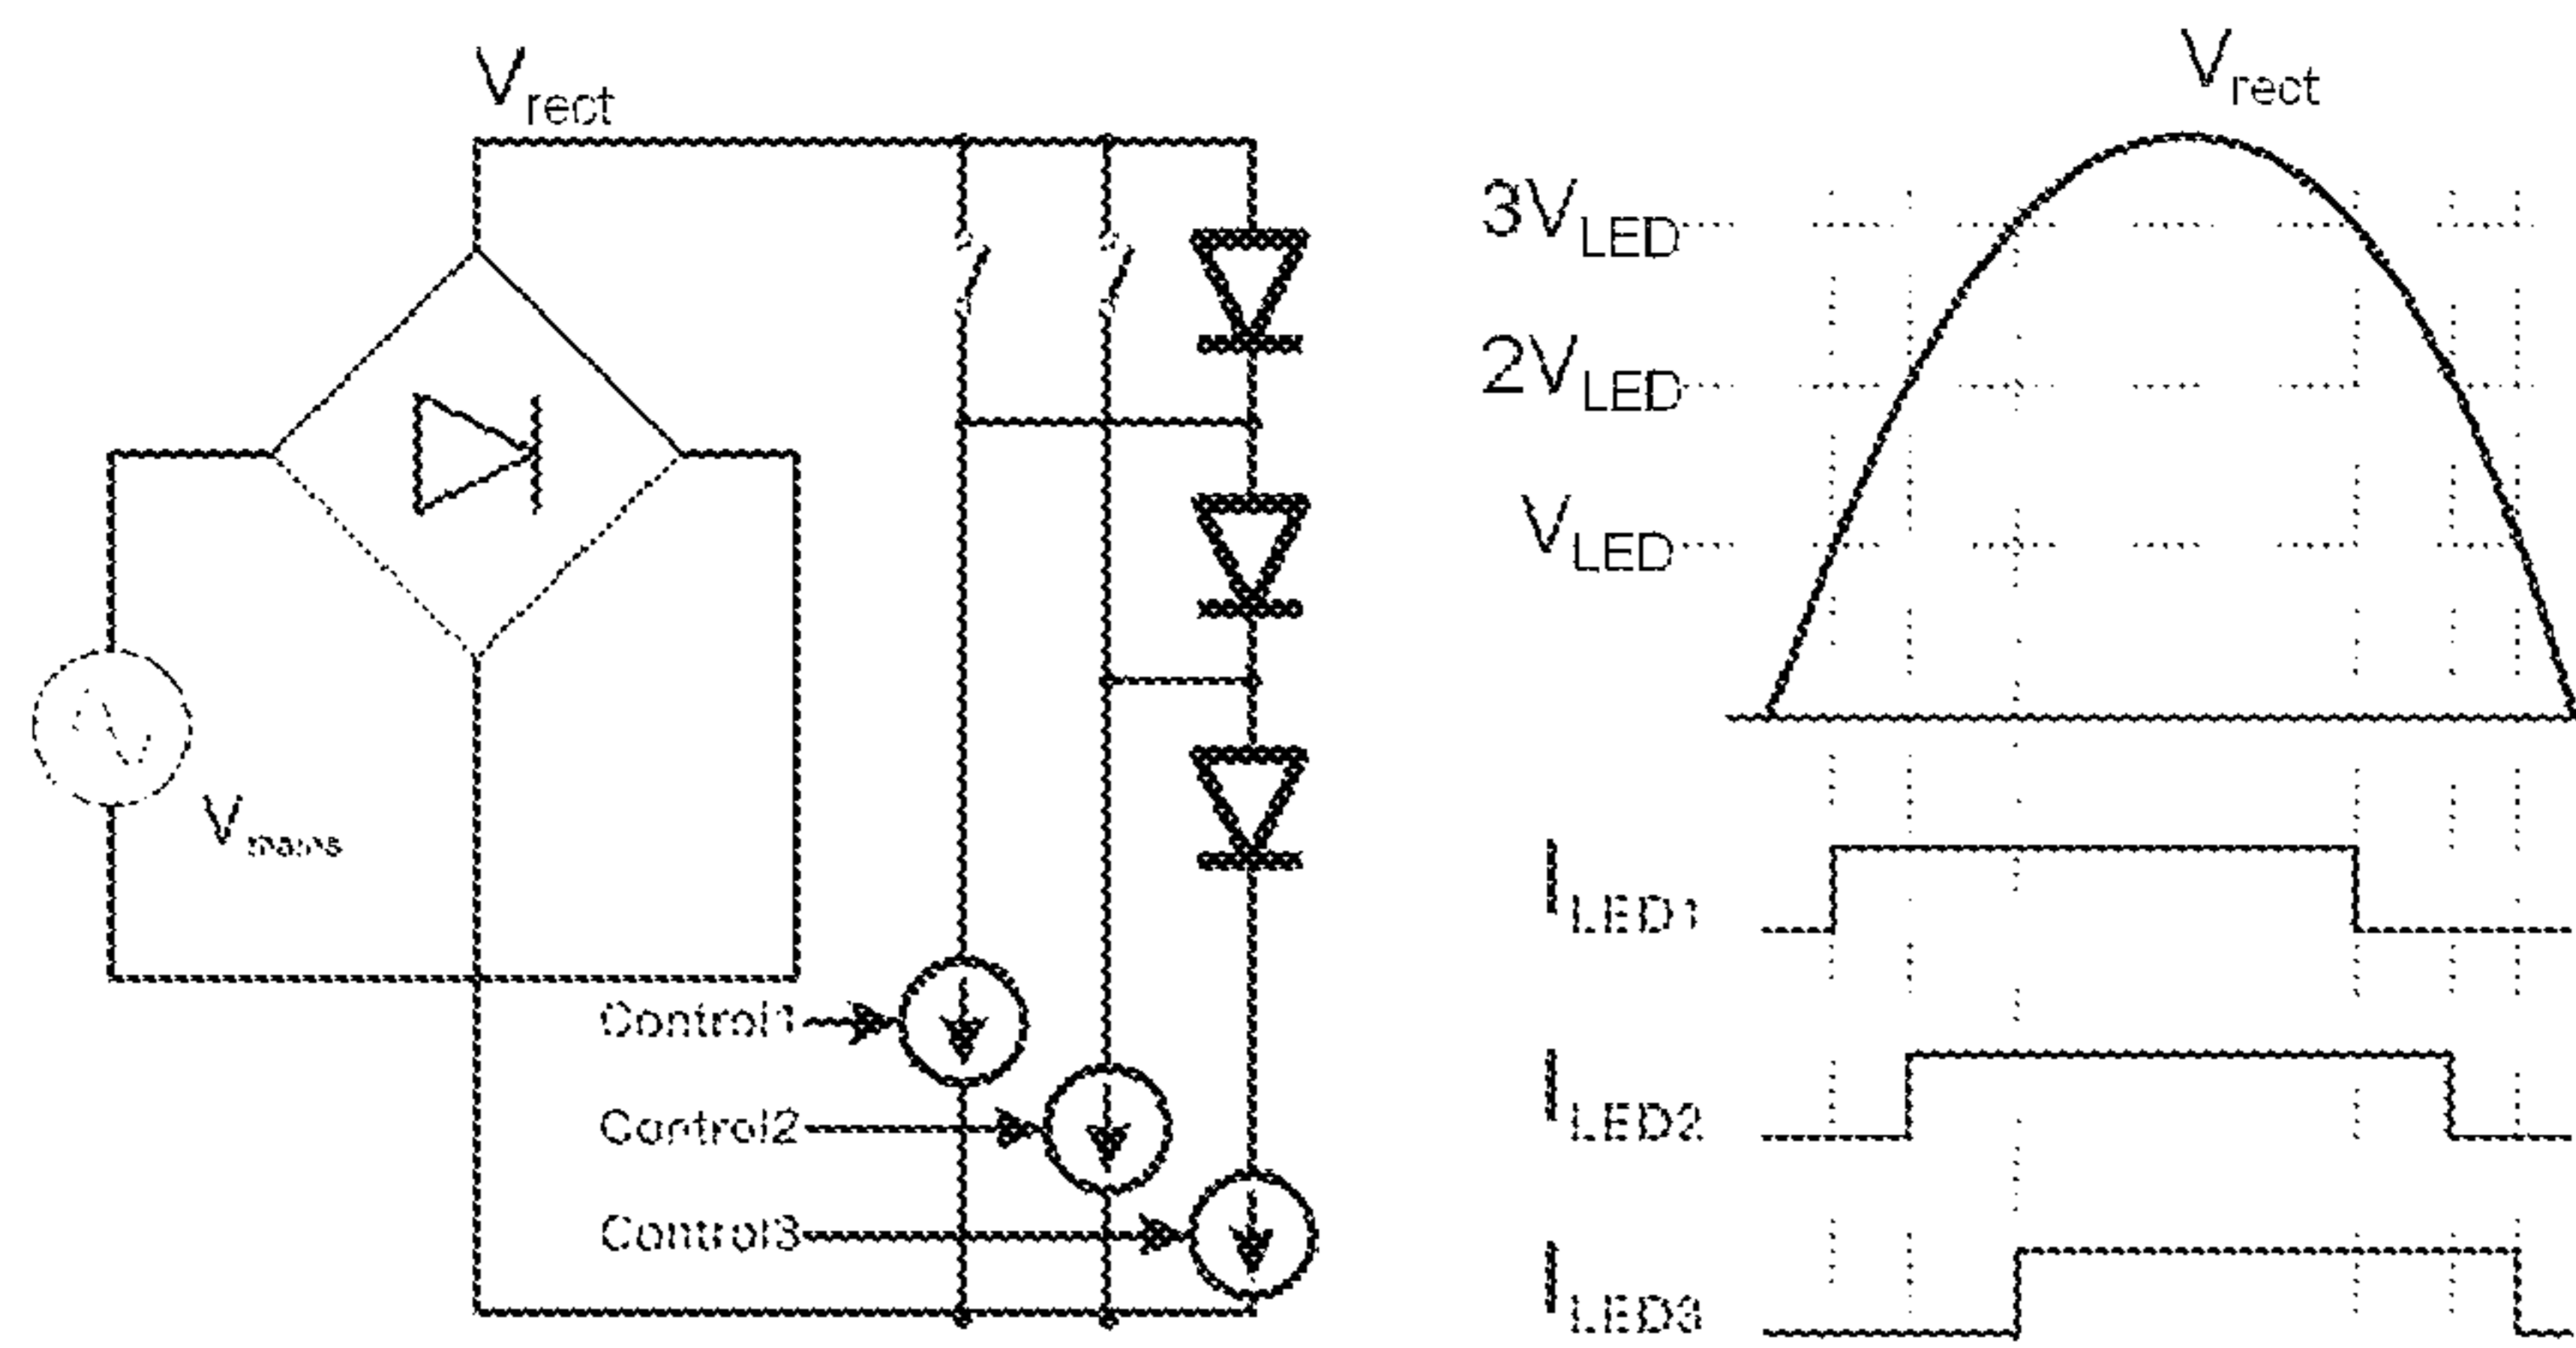 Vrect
Vmains
Control1
Control2
Control3
Vrect
3VLED
2VLED
VLED
ILED1
ILED2
ILED3